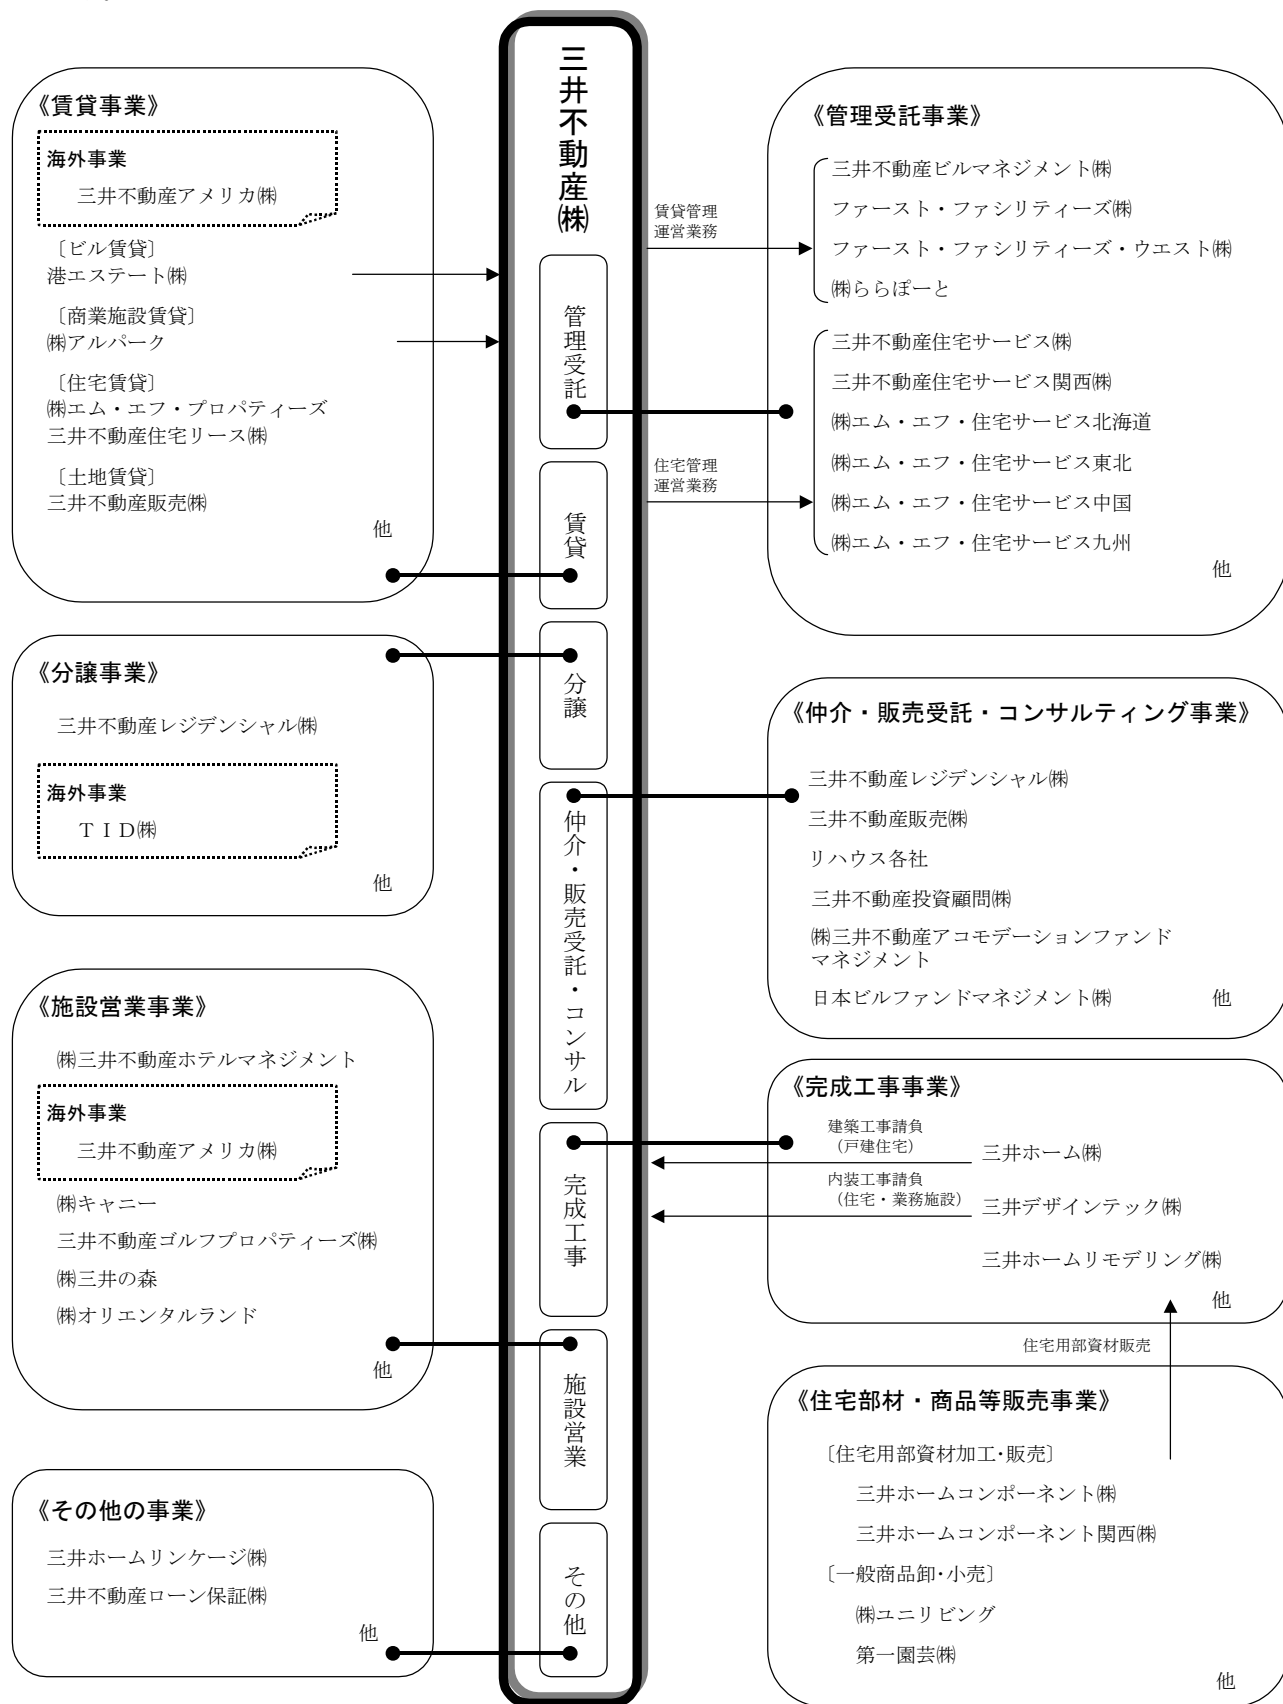 三井不動産㈱
管理受託
賃貸
分譲
仲介・販売受託・コンサル
完成工事
施設営業
その他
《賃貸事業》
海外事業
三井不動産アメリカ㈱
〔ビル賃貸〕
港エステート㈱
〔商業施設賃貸〕
㈱アルパーク
〔住宅賃貸〕
㈱エム・エフ・プロパティーズ
三井不動産住宅リース㈱
〔土地賃貸〕
三井不動産販売㈱
他
《分譲事業》
三井不動産レジデンシャル㈱
海外事業
ＴＩＤ㈱
他
《施設営業事業》
㈱三井不動産ホテルマネジメント
海外事業
三井不動産アメリカ㈱
㈱キャニー
三井不動産ゴルフプロパティーズ㈱
㈱三井の森
㈱オリエンタルランド
他
《その他の事業》
三井ホームリンケージ㈱
三井不動産ローン保証㈱
他
賃貸管理
運営業務
住宅管理
運営業務
《管理受託事業》
三井不動産ビルマネジメント㈱
ファースト・ファシリティーズ㈱
ファースト・ファシリティーズ・ウエスト㈱
㈱ららぽーと
三井不動産住宅サービス㈱
三井不動産住宅サービス関西㈱
㈱エム・エフ・住宅サービス北海道
㈱エム・エフ・住宅サービス東北
㈱エム・エフ・住宅サービス中国
㈱エム・エフ・住宅サービス九州
他
《仲介・販売受託・コンサルティング事業》
三井不動産レジデンシャル㈱
三井不動産販売㈱
リハウス各社
三井不動産投資顧問㈱
㈱三井不動産アコモデーションファンド
マネジメント
日本ビルファンドマネジメント㈱ 他
《完成工事事業》
建築工事請負
（戸建住宅）
三井ホーム㈱
内装工事請負
（住宅・業務施設）
三井デザインテック㈱
三井ホームリモデリング㈱
他
住宅用部資材販売
《住宅部材・商品等販売事業》
〔住宅用部資材加工・販売〕
三井ホームコンポーネント㈱
三井ホームコンポーネント関西㈱
〔一般商品卸・小売〕
㈱ユニリビング
第一園芸㈱
他